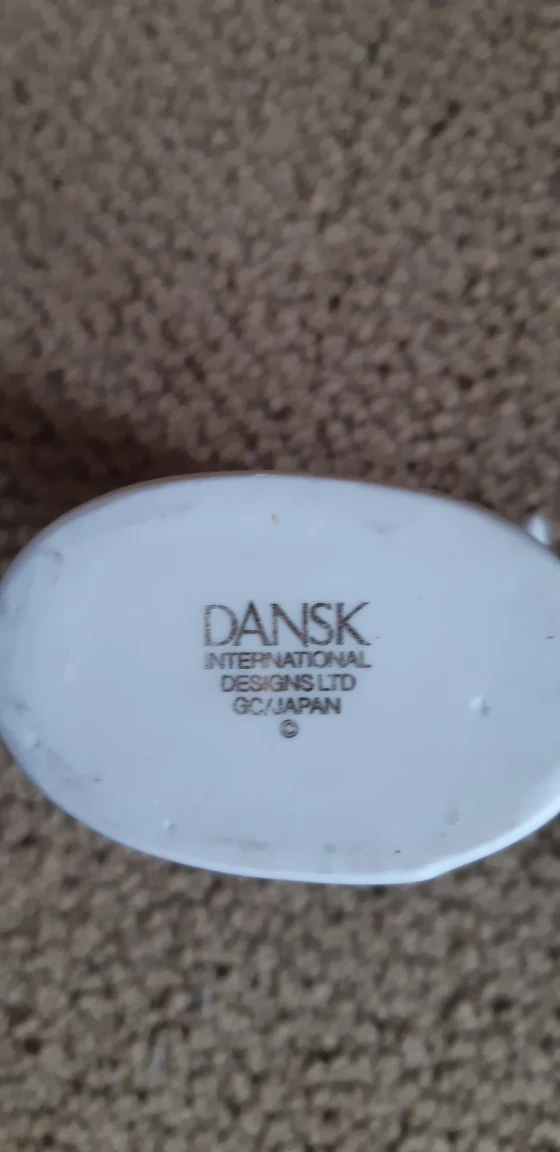 DANSK
INTERNATIONAL
DESIGNS LTD
GC/JAPAN
©